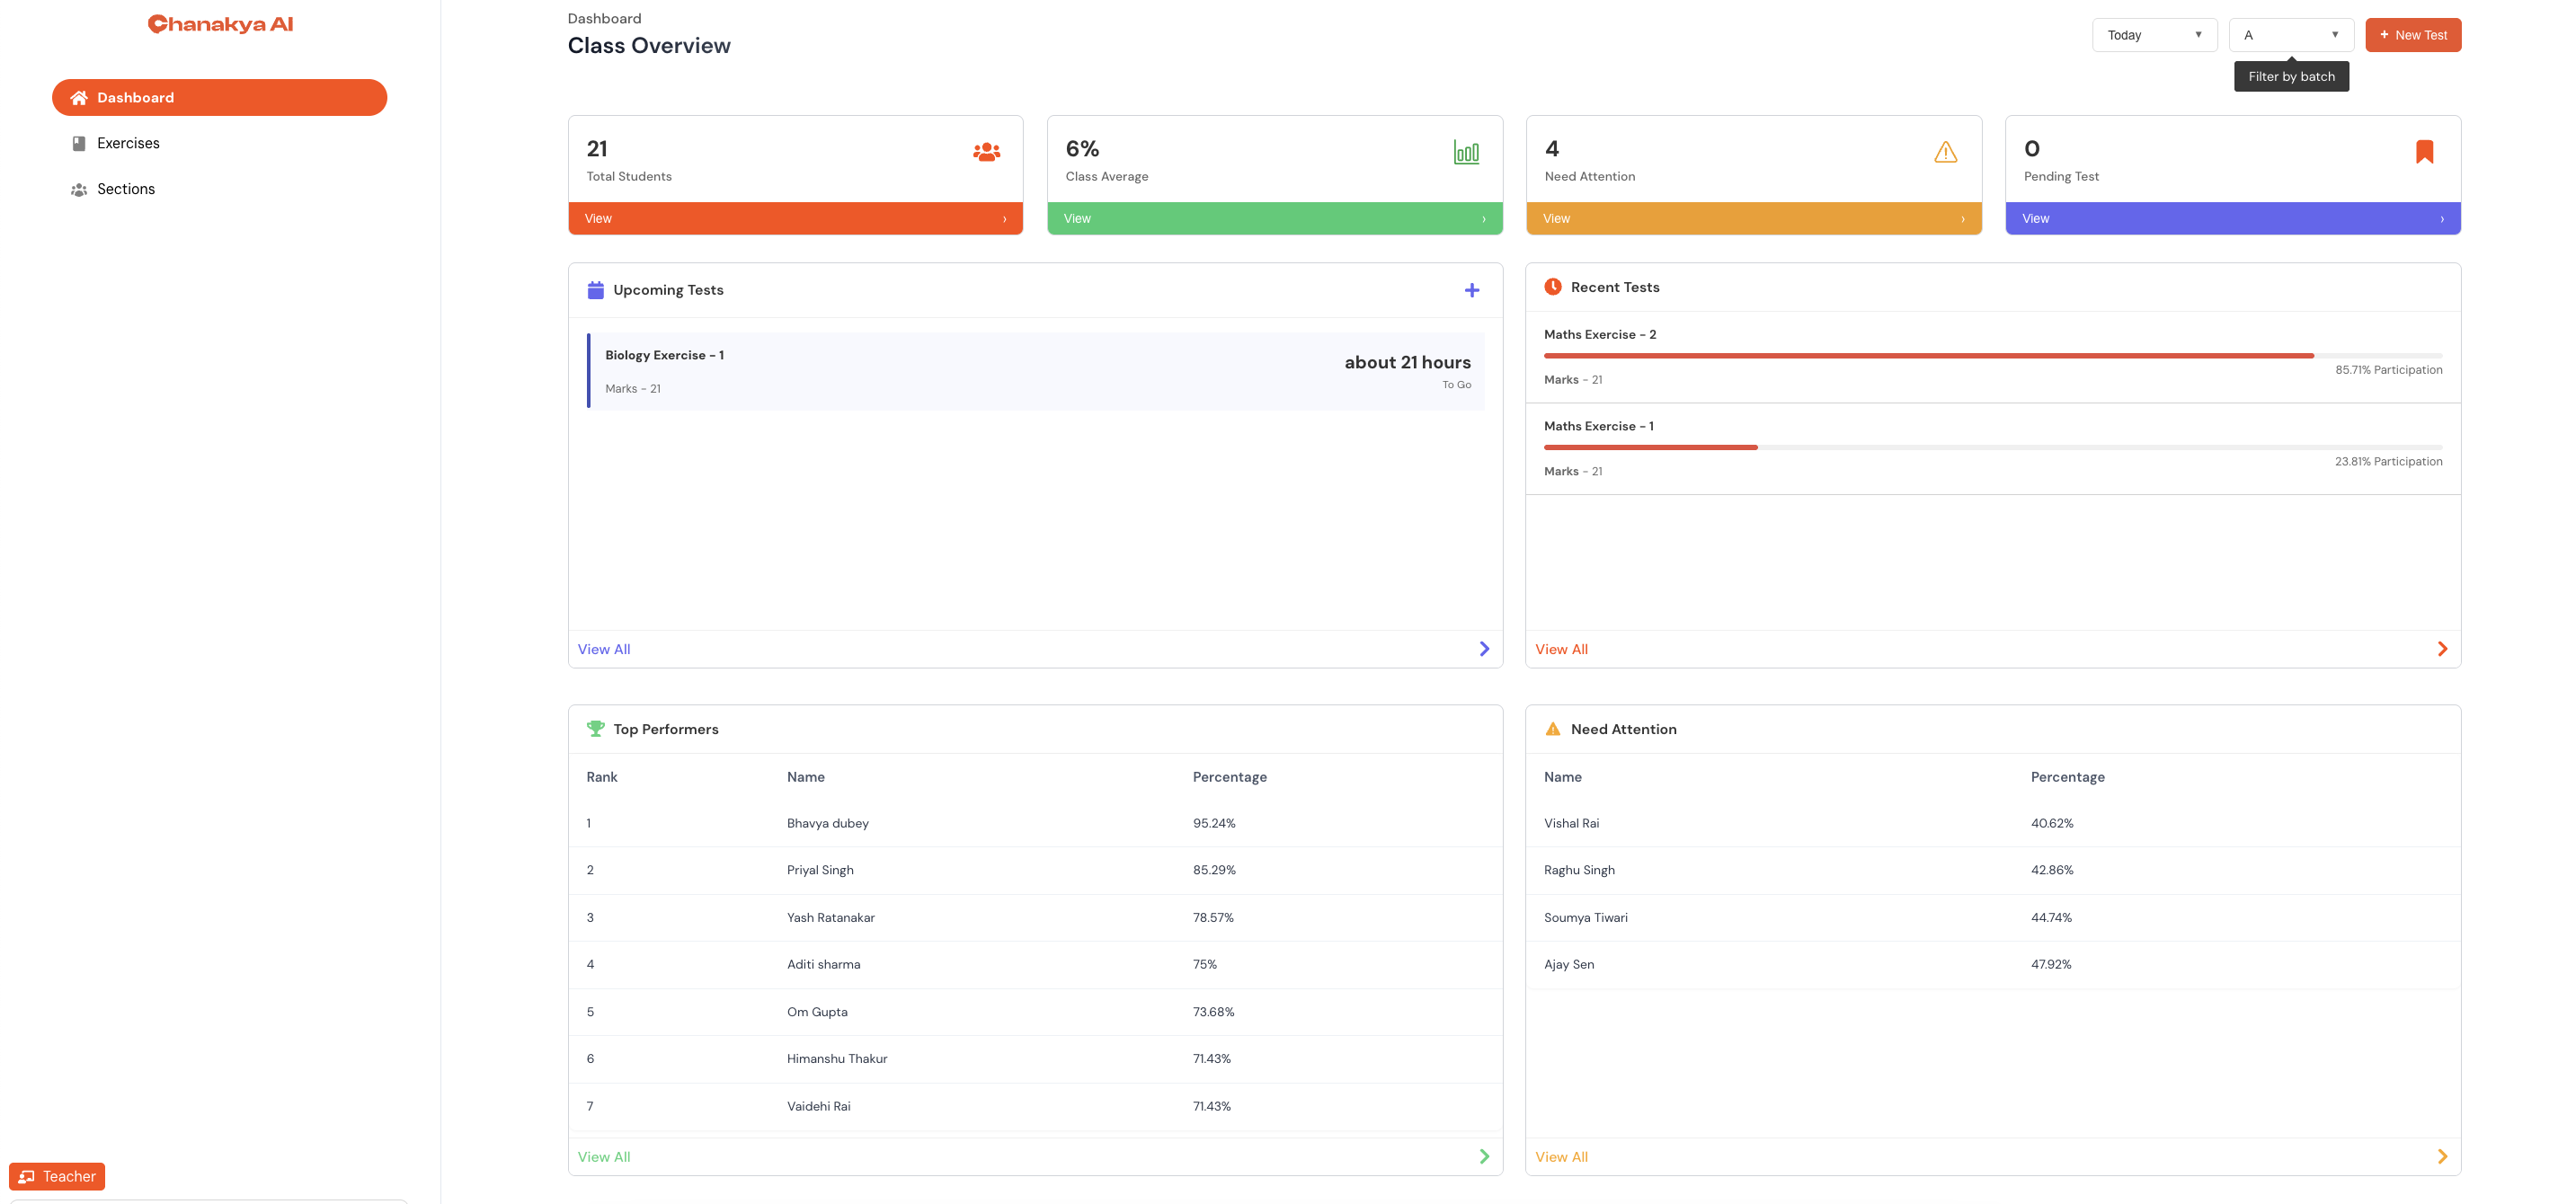 Chanakya AI
Dashboard
Exercises
Sections
Teacher
Dashboard
Class Overview
Today
A
+ New Test
Filter by batch
21
Total Students
View
6%
Class Average
View
4
Need Attention
View
0
Pending Test
View
Upcoming Tests
Biology Exercise - 1
Marks - 21
about 21 hours
To Go
View All
Recent Tests
Maths Exercise - 2
85.71% Participation
Marks - 21
Maths Exercise - 1
23.81% Participation
Marks - 21
View All
Top Performers
Rank Name Percentage
1 Bhavya dubey 95.24%
2 Priyal Singh 85.29%
3 Yash Ratanakar 78.57%
4 Aditi sharma 75%
5 Om Gupta 73.68%
6 Himanshu Thakur 71.43%
7 Vaidehi Rai 71.43%
View All
Need Attention
Name Percentage
Vishal Rai 40.62%
Raghu Singh 42.86%
Soumya Tiwari 44.74%
Ajay Sen 47.92%
View All